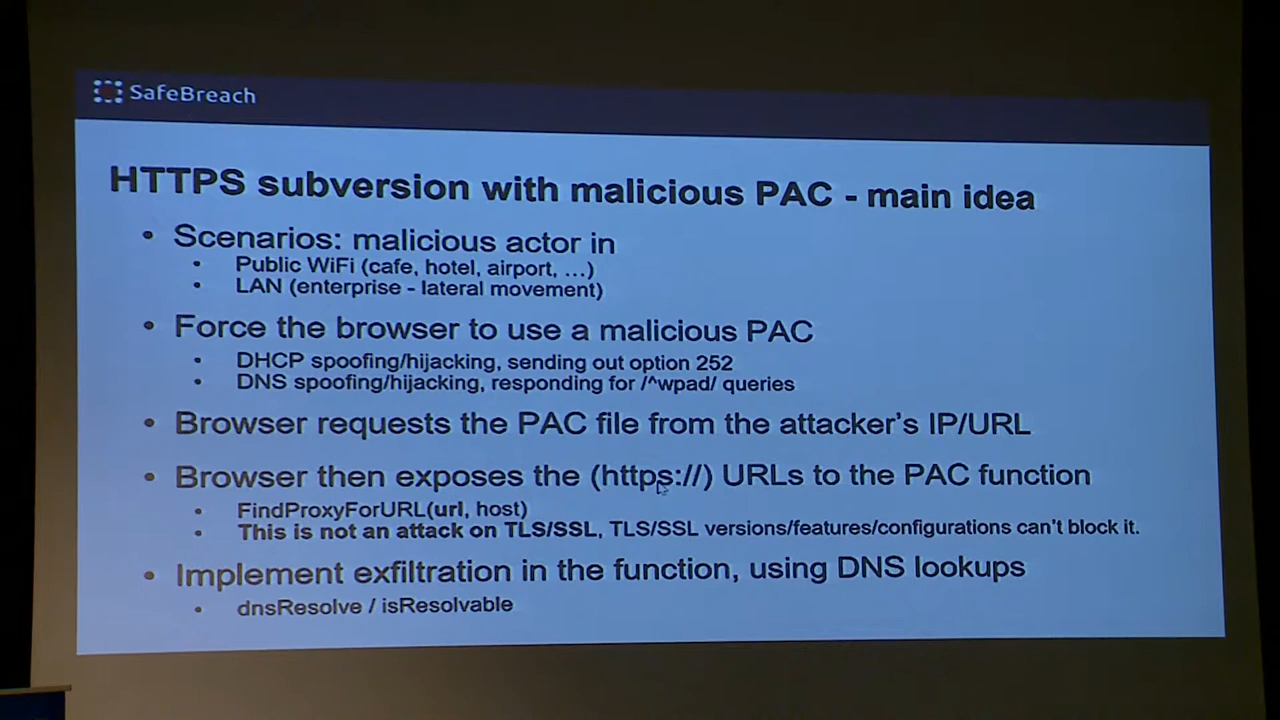 SafeBreach
HTTPS subversion with malicious PAC - main idea
• Scenarios: malicious actor in
• Public WiFi (cafe, hotel, airport, …)
• LAN (enterprise - lateral movement)
• Force the browser to use a malicious PAC
• DHCP spoofing/hijacking, sending out option 252
• DNS spoofing/hijacking, responding for /^wpad/ queries
• Browser requests the PAC file from the attacker's IP/URL
• Browser then exposes the (https://) URLs to the PAC function
• FindProxyForURL(url, host)
• This is not an attack on TLS/SSL, TLS/SSL versions/features/configurations can't block it.
• Implement exfiltration in the function, using DNS lookups
• dnsResolve / isResolvable